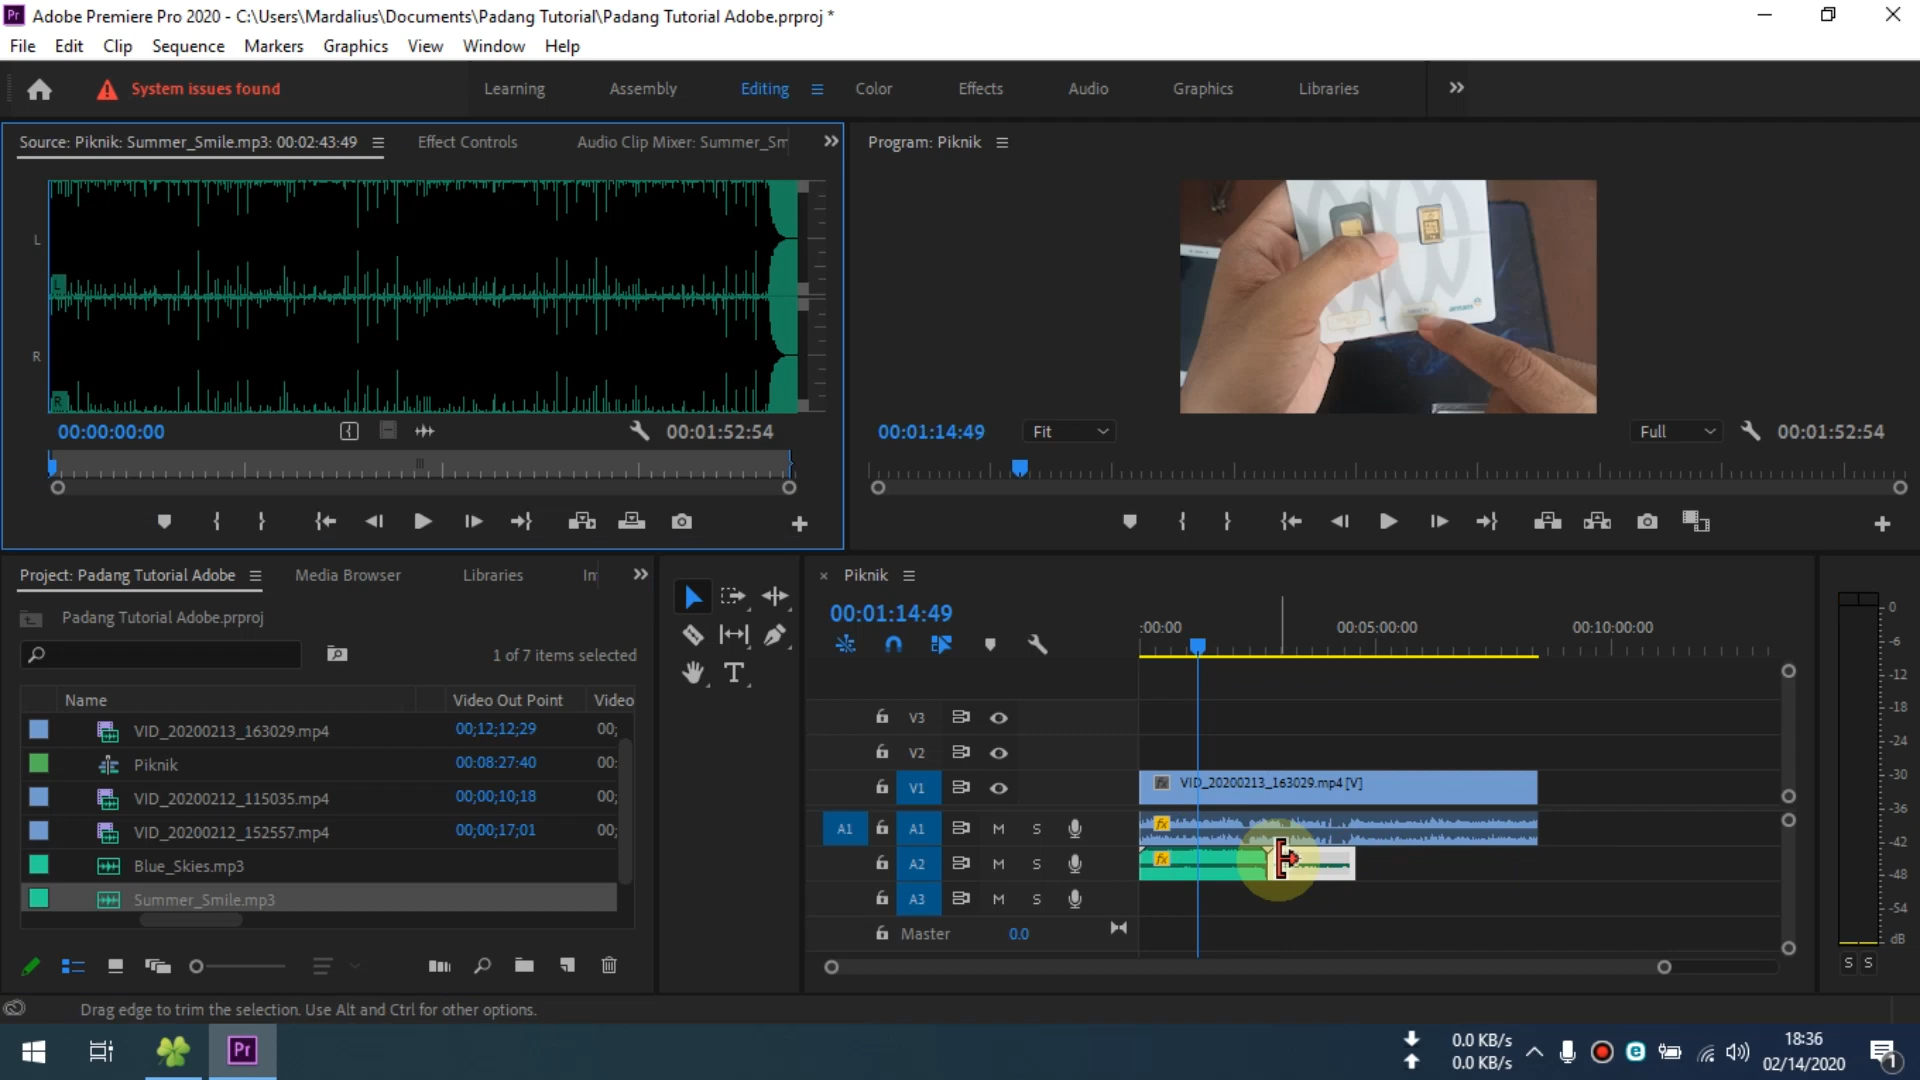 Adobe Premiere Pro 2020 - C:\Users\Mardalius\Documents\Padang Tutorial\Padang Tutorial Adobe.prproj *
File Edit Clip Sequence Markers Graphics View Window Help
System issues found
Learning Assembly Editing Color Effects Audio Graphics Libraries
Source: Piknik: Summer_Smile.mp3: 00:02:43:49 Effect Controls Audio Clip Mixer: Summer_Sm
Program: Piknik
L
L
R
R
00:00:00:00 00:01:52:54
00:01:14:49 Fit Full 00:01:52:54
Project: Padang Tutorial Adobe Media Browser Libraries
Padang Tutorial Adobe.prproj
1 of 7 items selected
Name Video Out Point Video
VID_20200213_163029.mp4 00;12;12;29 00;
Piknik 00:08:27:40 00:
VID_20200212_115035.mp4 00;00;10;18 00;
VID_20200212_152557.mp4 00;00;17;01 00;
Blue_Skies.mp3
Summer_Smile.mp3
Piknik
00:01:14:49
:00:00 00:05:00:00 00:10:00:00
V3
V2
V1 fx VID_20200213_163029.mp4 [V]
A1 A1 M S fx
A2 M S fx
A3 M S
Master 0.0
0
-6
-12
-18
-24
-30
-36
-42
-48
-54
dB
S S
Drag edge to trim the selection. Use Alt and Ctrl for other options.
Pr
0.0 KB/s
0.0 KB/s
18:36
02/14/2020
1